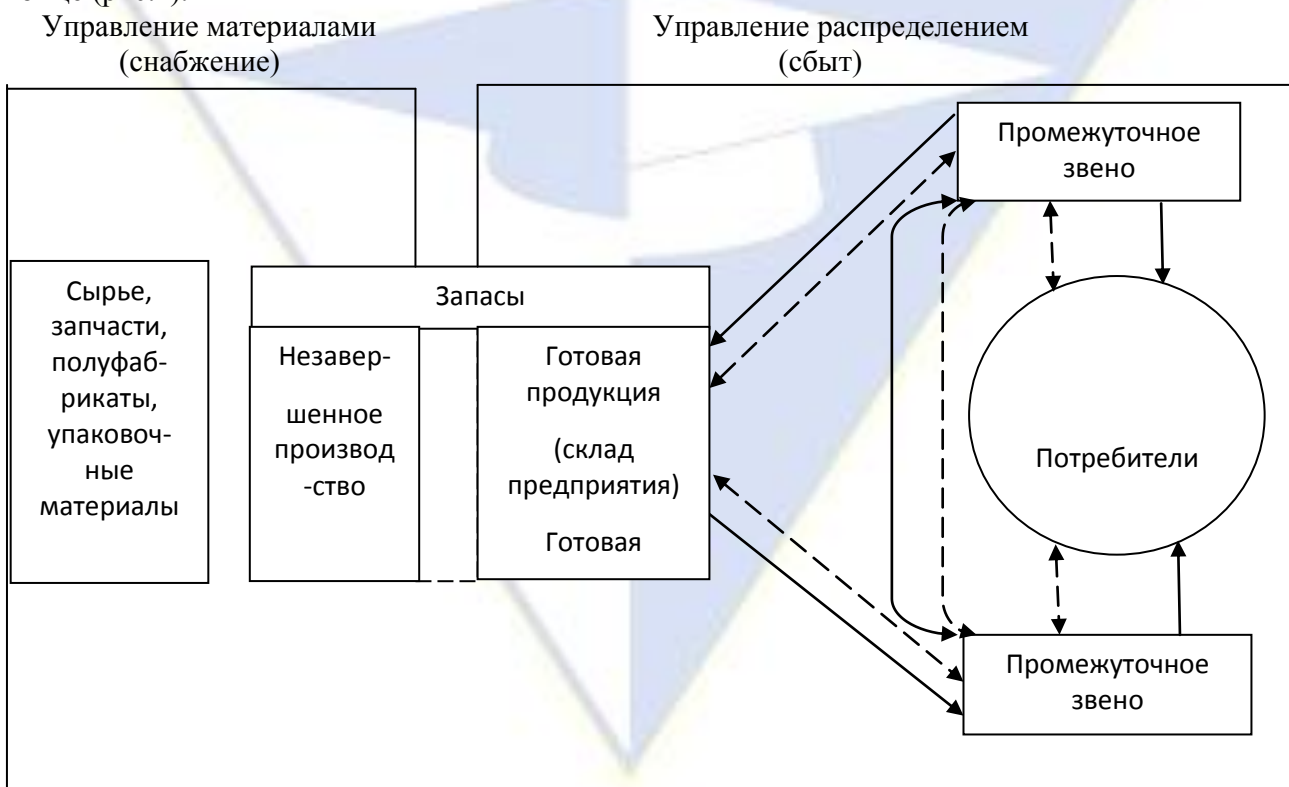 Управление материалами
(снабжение)
Управление распределением
(сбыт)
Промежуточное
звено
Сырье,
запчасти,
полуфаб-
рикаты,
упаковоч-
ные
материалы
Запасы
Незавер-
шенное
производ
-ство
Готовая
продукция
(склад
предприятия)
Готовая
Потребители
Промежуточное
звено